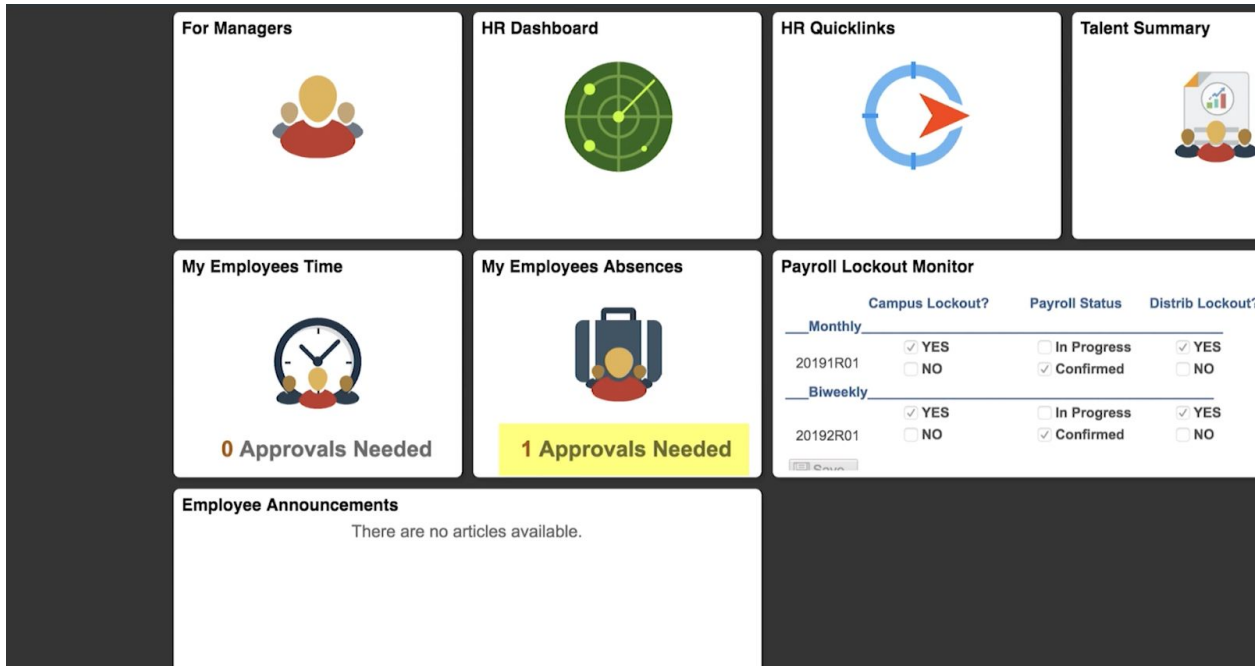 For Managers
HR Dashboard
HR Quicklinks
Talent Summary
My Employees Time
0 Approvals Needed
My Employees Absences
1 Approvals Needed
Payroll Lockout Monitor
Campus Lockout? Payroll Status Distrib Lockout?
Monthly
YES In Progress YES
20191R01
NO Confirmed NO
Biweekly
YES In Progress YES
20192R01
NO Confirmed NO
Save
Employee Announcements
There are no articles available.